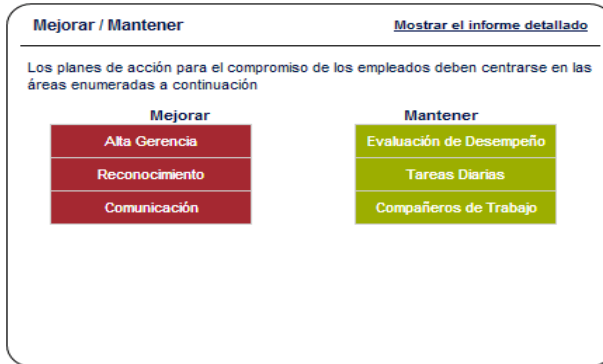 Mejorar / Mantener
Mostrar el informe detallado
Los planes de acción para el compromiso de los empleados deben centrarse en las
áreas enumeradas a continuación
Mejorar
Alta Gerencia
Reconocimiento
Comunicación
Mantener
Evaluación de Desempeño
Tareas Diarias
Compañeros de Trabajo